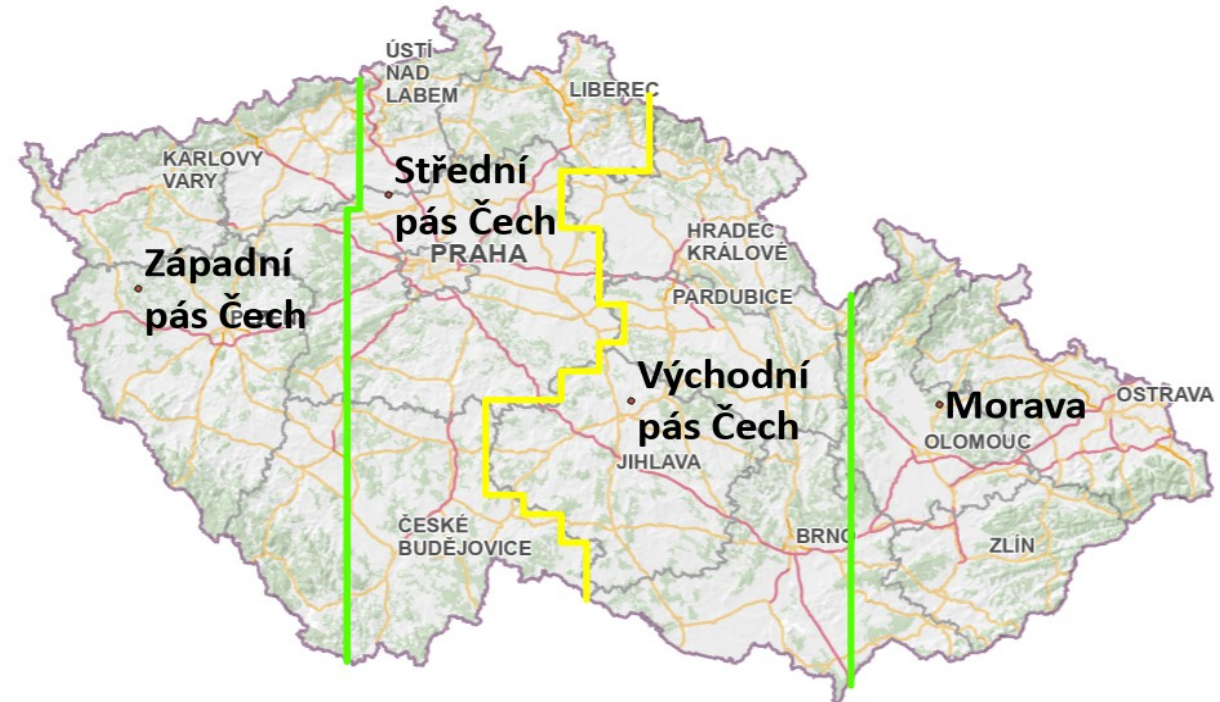 ÚSTÍ
NAD
LABEM
LIBEREC
KARLOVY
VARY
Střední
pás Čech
PRAHA
HRADEC
KRÁLOVÉ
PARDUBICE
Západní
pás Čech
Východní
pás Čech
JIHLAVA
Morava
OSTRAVA
OLOMOUC
ČESKÉ
BUDĚJOVICE
BRNO
ZLÍN